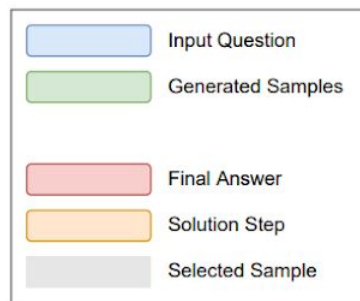 Input Question
Generated Samples
Final Answer
Solution Step
Selected Sample